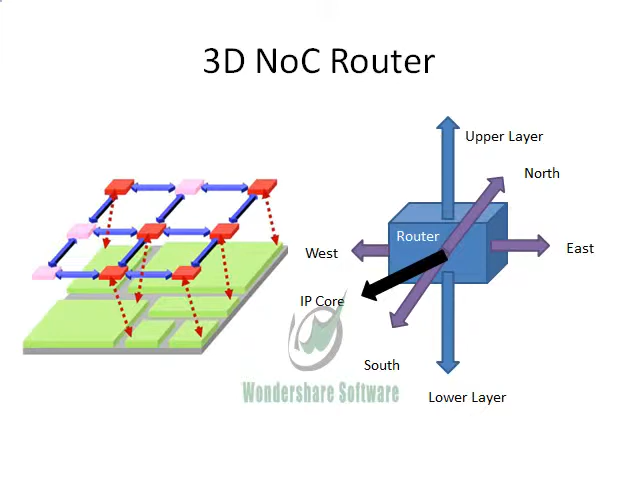 3D NoC Router
Upper Layer
North
Router
West
East
IP Core
South
Wondershare Software
Lower Layer